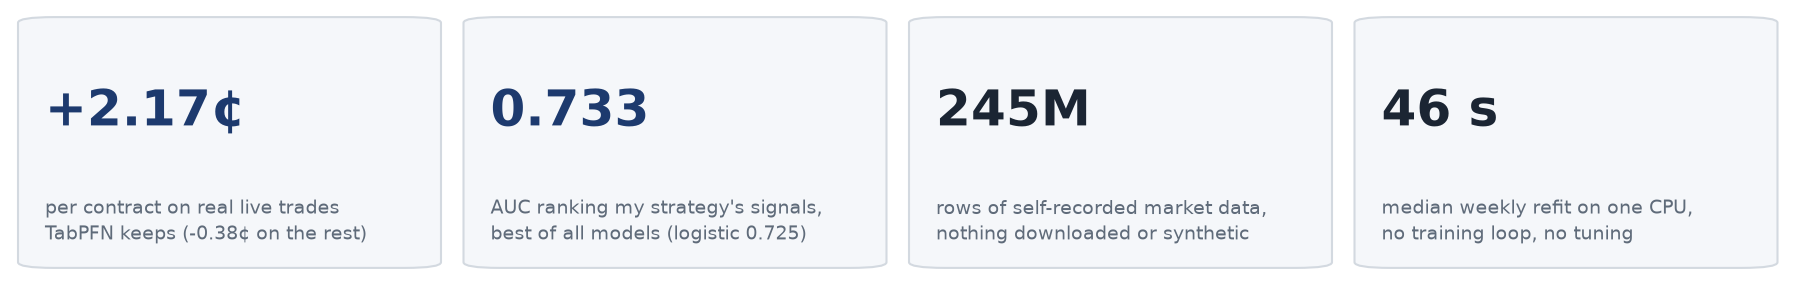 +2.17¢
per contract on real live trades
TabPFN keeps (-0.38¢ on the rest)
0.733
AUC ranking my strategy's signals,
best of all models (logistic 0.725)
245M
rows of self-recorded market data,
nothing downloaded or synthetic
46 s
median weekly refit on one CPU,
no training loop, no tuning